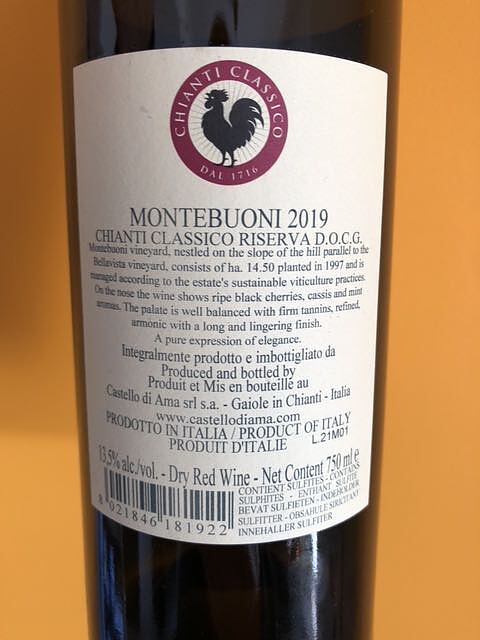 CHIANTI CLASSICO
DAL 1716
MONTEBUONI 2019
CHIANTI CLASSICO RISERVA D.O.C.G.
Montebuoni vineyard, nestled on the slope of the hill parallel to the
Bellavista vineyard, consists of ha. 14.50 planted in 1997 and is
managed according to the estate's sustainable viticulture practices.
On the nose the wine shows ripe black cherries, cassis and mint
aromas. The palate is well balanced with firm tannins, refined,
armonic with a long and lingering finish.
A pure expression of elegance.
Integralmente prodotto e imbottigliato da
Produced and bottled by
Produit et Mis en bouteille au
Castello di Ama srl s.a. - Gaiole in Chianti - Italia
www.castellodiama.com
PRODOTTO IN ITALIA / PRODUCT OF ITALY
PRODUIT D'ITALIE
L.21M01
13,5% alc./vol. - Dry Red Wine - Net Content 750 ml e
CONTIENT SULFITES - CONTAINS
SULPHITES - ENTHÄLT SULFITE
BEVAT SULFIETEN - INDEHOLDER
SULFITTER - OBSAHUJE SIRICITANY
INNEHALLER SULFITER
8 021846 181922